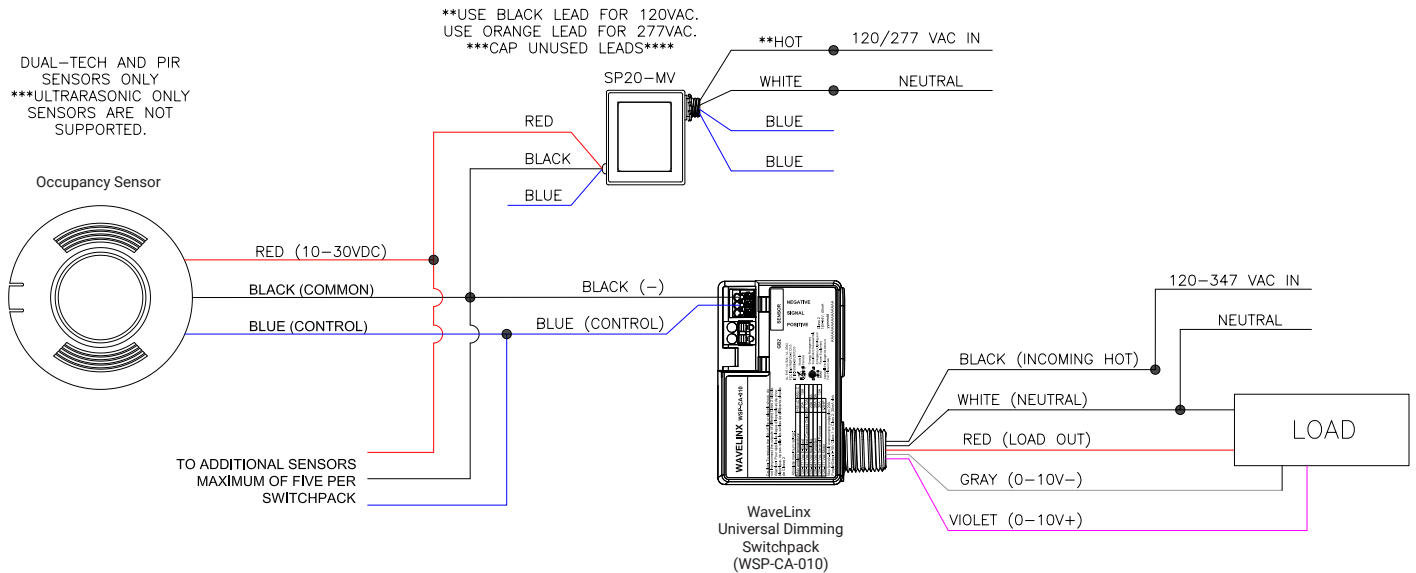 **USE BLACK LEAD FOR 120VAC.
USE ORANGE LEAD FOR 277VAC.
***CAP UNUSED LEADS****
DUAL-TECH AND PIR
SENSORS ONLY
***ULTRARASONIC ONLY
SENSORS ARE NOT
SUPPORTED.
SP20-MV
**HOT
120/277 VAC IN
WHITE
NEUTRAL
BLUE
BLUE
RED
BLACK
BLUE
Occupancy Sensor
RED (10-30VDC)
BLACK (COMMON)
BLUE (CONTROL)
BLACK (-)
BLUE (CONTROL)
SENSOR
NEGATIVE
SIGNAL
POSITIVE
WAVELINX WSP-CA-010
120-347 VAC IN
NEUTRAL
BLACK (INCOMING HOT)
WHITE (NEUTRAL)
RED (LOAD OUT)
GRAY (0-10V-)
VIOLET (0-10V+)
LOAD
TO ADDITIONAL SENSORS
MAXIMUM OF FIVE PER
SWITCHPACK
WaveLinx
Universal Dimming
Switchpack
(WSP-CA-010)